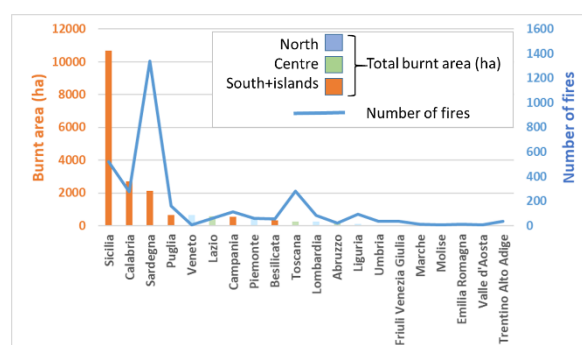 12000
10000
8000
6000
4000
2000
0
Burnt area (ha)
1600
1400
1200
1000
800
600
400
200
0
Number of fires
North
Centre
South+islands
Total burnt area (ha)
Number of fires
Sicilia
Calabria
Sardegna
Puglia
Veneto
Lazio
Campania
Piemonte
Besilicata
Toscana
Lombardia
Abruzzo
Liguria
Umbria
Friuli Venezia Giulia
Marche
Molise
Emilia Romagna
Valle d'Aosta
Trentino Alto Adige